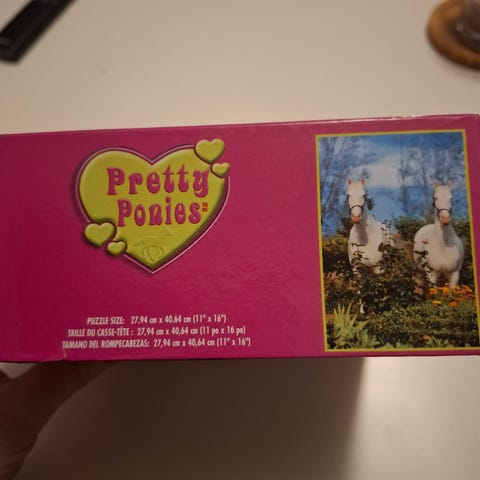 Pretty
Ponies
PUZZLE SIZE: 27.94 cm x 40.64 cm (11" x 16")
TAILLE DU CASSE-TÊTE : 27,94 cm x 40,64 cm (11 po x 16 po)
TAMANO DEL ROMPECABEZAS: 27,94 cm x 40,64 cm (11" x 16")